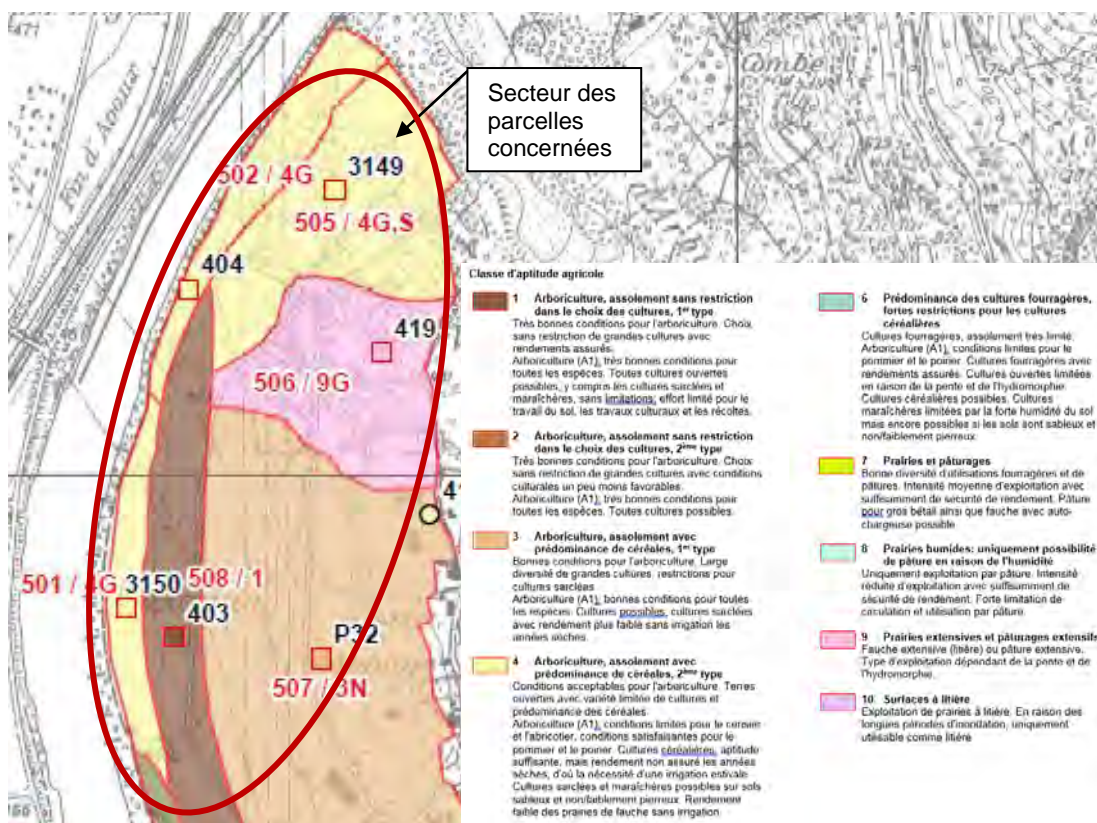 471
Combe
Secteur des
parcelles
concernées
502 / 4G
3149
505 / 4G,S
404
419
506 / 9G
501 / 4G
3150
508 / 1
403
P32
507 / 3N
Classe d'aptitude agricole
1 Arboriculture, assolement sans restriction
dans le choix des cultures, 1er type
Très bonnes conditions pour l'arboriculture. Choix
sans restriction de grandes cultures avec
rendements assurés.
Arboriculture (A1), très bonnes conditions pour
toutes les espèces. Toutes cultures ouvertes
possibles, y compris les cultures sarclées et
maraîchères, sans limitations; effort limité pour le
travail du sol, les travaux culturaux et les récoltes.
2 Arboriculture, assolement sans restriction
dans le choix des cultures, 2ème type
Très bonnes conditions pour l'arboriculture. Choix
sans restriction de grandes cultures avec conditions
culturales un peu moins favorables.
Arboriculture (A1), très bonnes conditions pour
toutes les espèces. Toutes cultures possibles.
3 Arboriculture, assolement avec
prédominance de céréales, 1er type
Bonnes conditions pour l'arboriculture. Large
diversité de grandes cultures, restrictions pour
cultures sarclées
Arboriculture (A1), bonnes conditions pour toutes
les espèces. Cultures possibles, cultures sarclées
avec rendement plus faible sans irrigation les
années sèches.
4 Arboriculture, assolement avec
prédominance de céréales, 2ème type
Conditions acceptables pour l'arboriculture. Terres
ouvertes avec variété limitée de cultures et
prédominance des céréales
Arboriculture (A1), conditions limites pour le cerisier
et l'abricotier, conditions satisfaisantes pour le
pommier et le poirier. Cultures céréalières, aptitude
suffisante, mais rendement non assuré les années
sèches, d'où la nécessité d'une irrigation estivale
Cultures sarclées et maraîchères possibles sur sols
sableux et non/faiblement pierreux. Rendement
faible des prairies de fauche sans irrigation
6 Prédominance des cultures fourragères,
fortes restrictions pour les cultures
céréalières
Cultures fourragères, assolement très limité.
Arboriculture (A1), conditions limites pour le
pommier et le poirier. Cultures fourragères avec
rendements assurés. Cultures ouvertes limitées
en raison de la pente et de l'hydromorphie.
Cultures céréalières possibles. Cultures
maraîchères limitées par la forte humidité du sol
mais encore possibles si les sols sont sableux et
non/faiblement pierreux
7 Prairies et pâturages
Bonne diversité d'utilisations fourragères et de
pâtures. Intensité moyenne d'exploitation avec
suffisamment de sécurité de rendement. Pâture
pour gros bétail ainsi que fauche avec auto-
chargeuse possible
8 Prairies humides: uniquement possibilité
de pâture en raison de l'humidité
Uniquement exploitation par pâture. Intensité
réduite d'exploitation avec suffisamment de
sécurité de rendement. Forte limitation de
circulation et utilisation par pâture.
9 Prairies extensives et pâturages extensifs
Fauche extensive (litière) ou pâture extensive.
Type d'exploitation dépendant de la pente et de
l'hydromorphie.
10 Surfaces à litière
Exploitation de prairies à litière. En raison des
longues périodes d'inondation, uniquement
utilisable comme litière